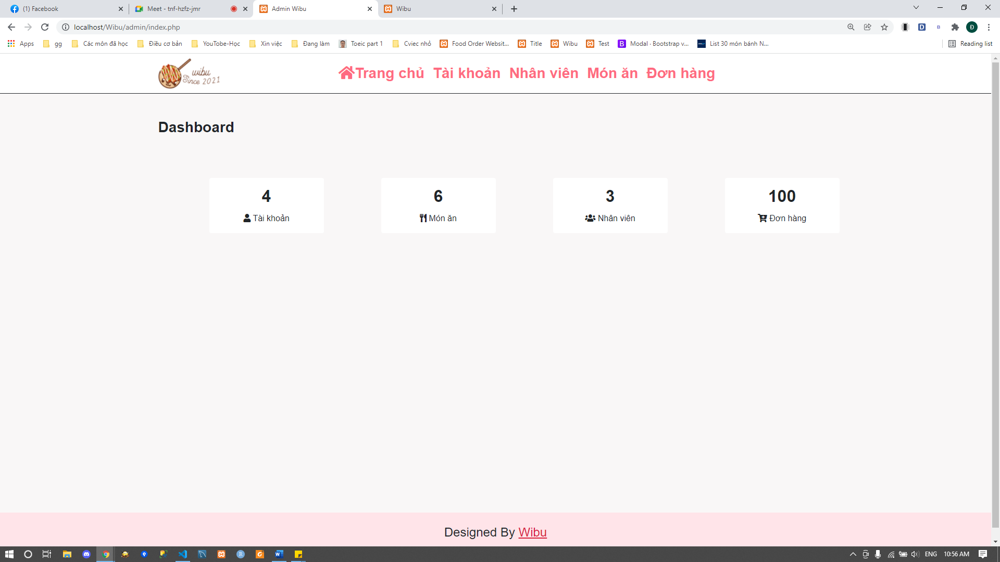 (1) Facebook
Meet - tnf-hzfz-jmr
Admin Wibu
Wibu
localhost/Wibu/admin/index.php
Apps
gg
Các môn đã học
Điều cơ bản
YouTobe-Học
Xin việc
Đang làm
Toeic part 1
Cviec nhỏ
Food Order Websit...
Title
Wibu
Test
Modal · Bootstrap v...
List 30 món bánh N...
Reading list
wibu
Since 2021
Trang chủ Tài khoản Nhân viên Món ăn Đơn hàng
Dashboard
4
Tài khoản
6
Món ăn
3
Nhân viên
100
Đơn hàng
Designed By Wibu
ENG
10:56 AM